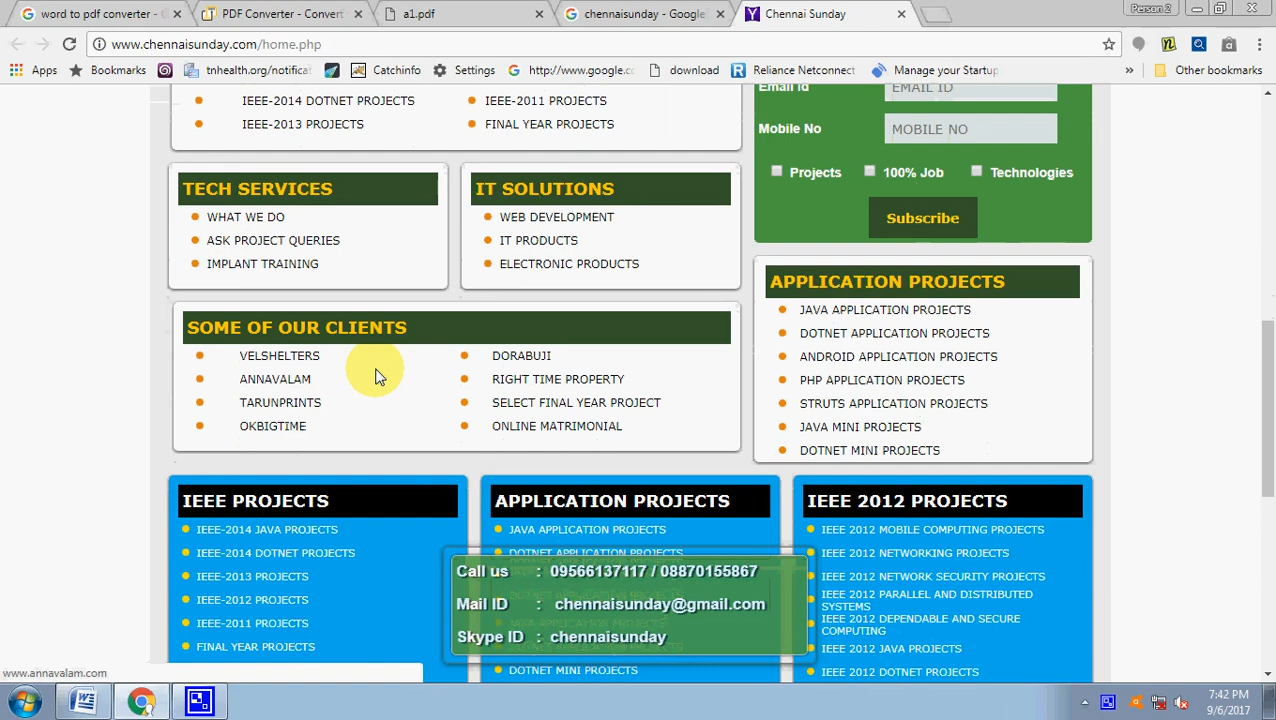 word to pdf converter -
PDF Converter - Convert
a1.pdf
chennaisunday - Google
Chennai Sunday
Person 2
www.chennaisunday.com/home.php
Apps
Bookmarks
tnhealth.org/notificat
Catchinfo
Settings
http://www.google.co
download
Reliance Netconnect
Manage your Startup
»
Other bookmarks
IEEE-2014 DOTNET PROJECTS
IEEE-2011 PROJECTS
IEEE-2013 PROJECTS
FINAL YEAR PROJECTS
Email Id
EMAIL ID
Mobile No
MOBILE NO
Projects
100% Job
Technologies
Subscribe
TECH SERVICES
WHAT WE DO
ASK PROJECT QUERIES
IMPLANT TRAINING
IT SOLUTIONS
WEB DEVELOPMENT
IT PRODUCTS
ELECTRONIC PRODUCTS
APPLICATION PROJECTS
JAVA APPLICATION PROJECTS
DOTNET APPLICATION PROJECTS
ANDROID APPLICATION PROJECTS
PHP APPLICATION PROJECTS
STRUTS APPLICATION PROJECTS
JAVA MINI PROJECTS
DOTNET MINI PROJECTS
SOME OF OUR CLIENTS
VELSHELTERS
DORABUJI
ANNAVALAM
RIGHT TIME PROPERTY
TARUNPRINTS
SELECT FINAL YEAR PROJECT
OKBIGTIME
ONLINE MATRIMONIAL
IEEE PROJECTS
IEEE-2014 JAVA PROJECTS
IEEE-2014 DOTNET PROJECTS
IEEE-2013 PROJECTS
IEEE-2012 PROJECTS
IEEE-2011 PROJECTS
FINAL YEAR PROJECTS
APPLICATION PROJECTS
JAVA APPLICATION PROJECTS
DOTNET APPLICATION PROJECTS
DOTNET MINI PROJECTS
IEEE 2012 PROJECTS
IEEE 2012 MOBILE COMPUTING PROJECTS
IEEE 2012 NETWORKING PROJECTS
IEEE 2012 NETWORK SECURITY PROJECTS
IEEE 2012 PARALLEL AND DISTRIBUTED
SYSTEMS
IEEE 2012 DEPENDABLE AND SECURE
COMPUTING
IEEE 2012 JAVA PROJECTS
IEEE 2012 DOTNET PROJECTS
Call us : 09566137117 / 08870155867
Mail ID : chennaisunday@gmail.com
Skype ID : chennaisunday
www.annavalam.com
7:42 PM
9/6/2017